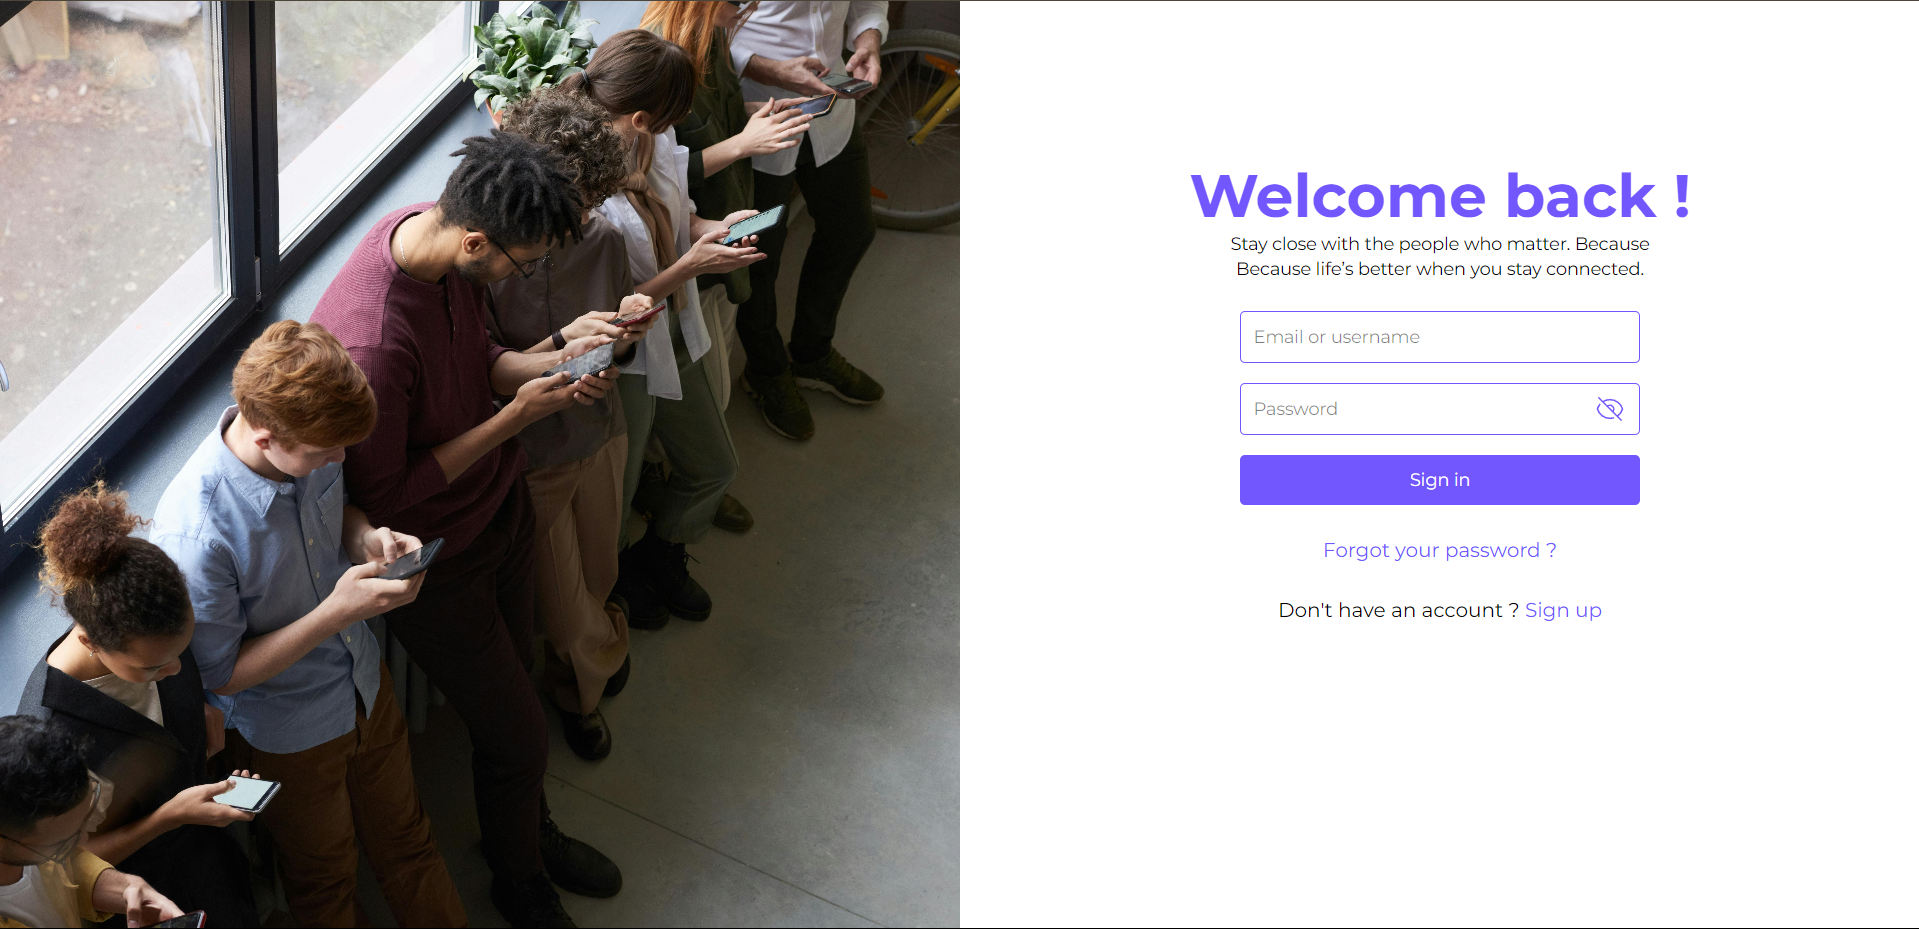 Welcome back !
Stay close with the people who matter. Because
Because life’s better when you stay connected.
Email or username
Password
Sign in
Forgot your password ?
Don't have an account ? Sign up